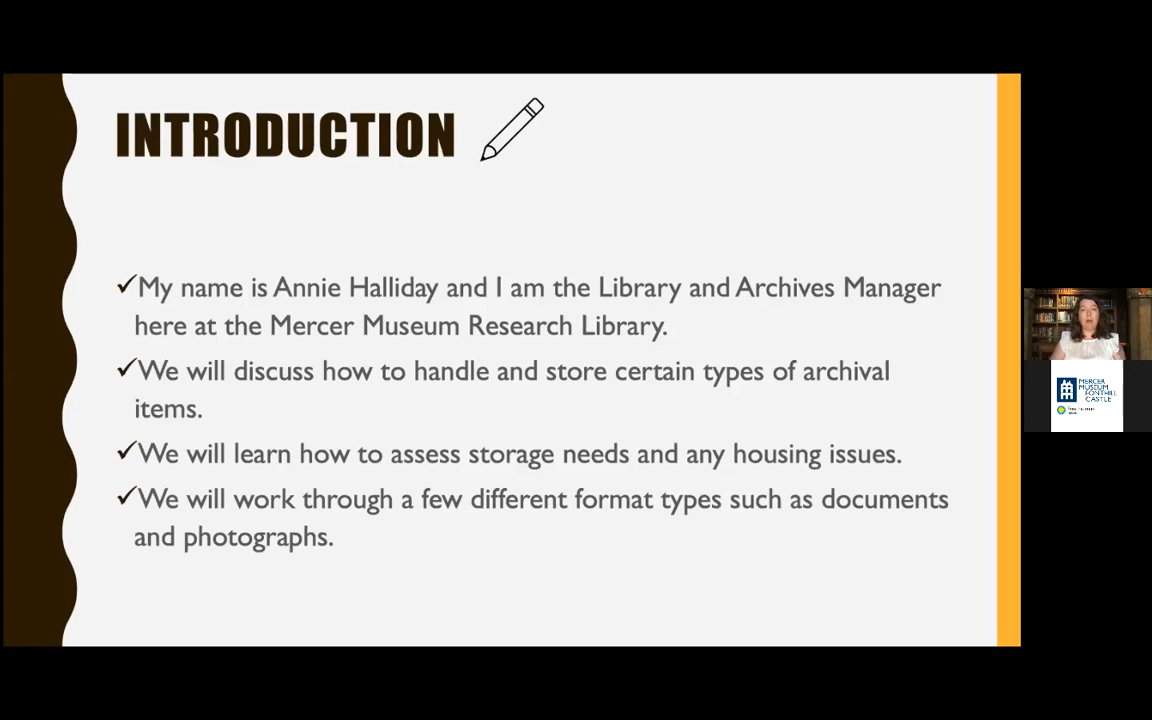 INTRODUCTION
✓My name is Annie Halliday and I am the Library and Archives Manager
here at the Mercer Museum Research Library.
✓We will discuss how to handle and store certain types of archival
items.
✓We will learn how to assess storage needs and any housing issues.
✓We will work through a few different format types such as documents
and photographs.
MERCER
MUSEUM
FONTHILL
CASTLE